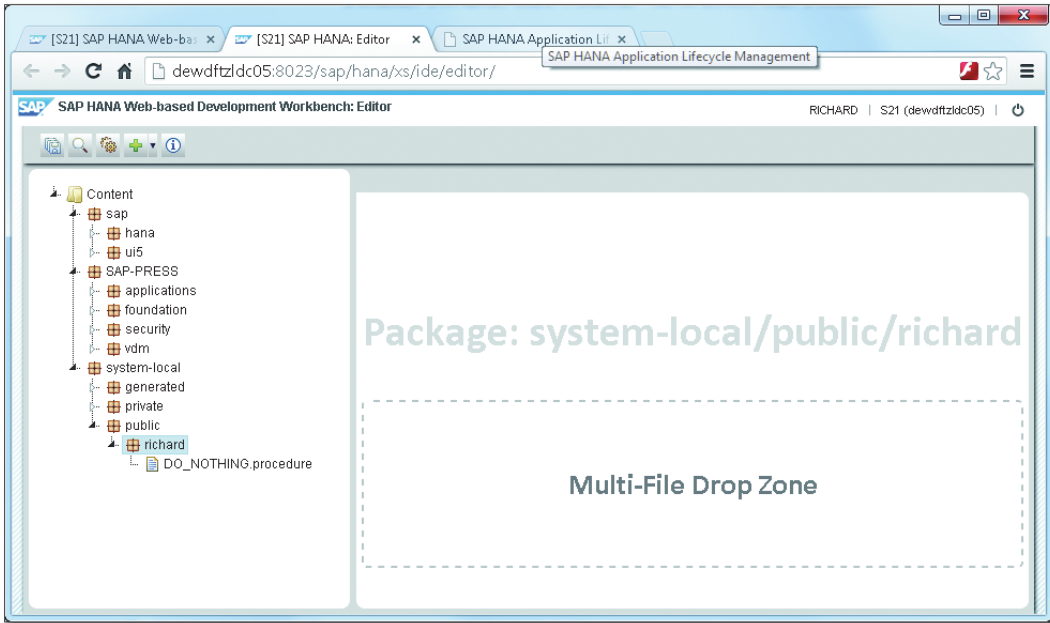 [S21] SAP HANA Web-bas
[S21] SAP HANA: Editor
SAP HANA Application Lif
SAP HANA Application Lifecycle Management
dewdftzldc05:8023/sap/hana/xs/ide/editor/
SAP SAP HANA Web-based Development Workbench: Editor
RICHARD | S21 (dewdftzldc05) |
Content
sap
hana
ui5
SAP-PRESS
applications
foundation
security
vdm
system-local
generated
private
public
richard
DO_NOTHING.procedure
Package: system-local/public/richard
Multi-File Drop Zone